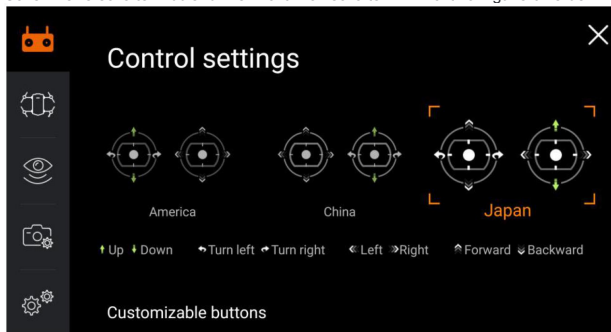 Control settings
America
China
Japan
Up Down Turn left Turn right Left Right Forward Backward
Customizable buttons